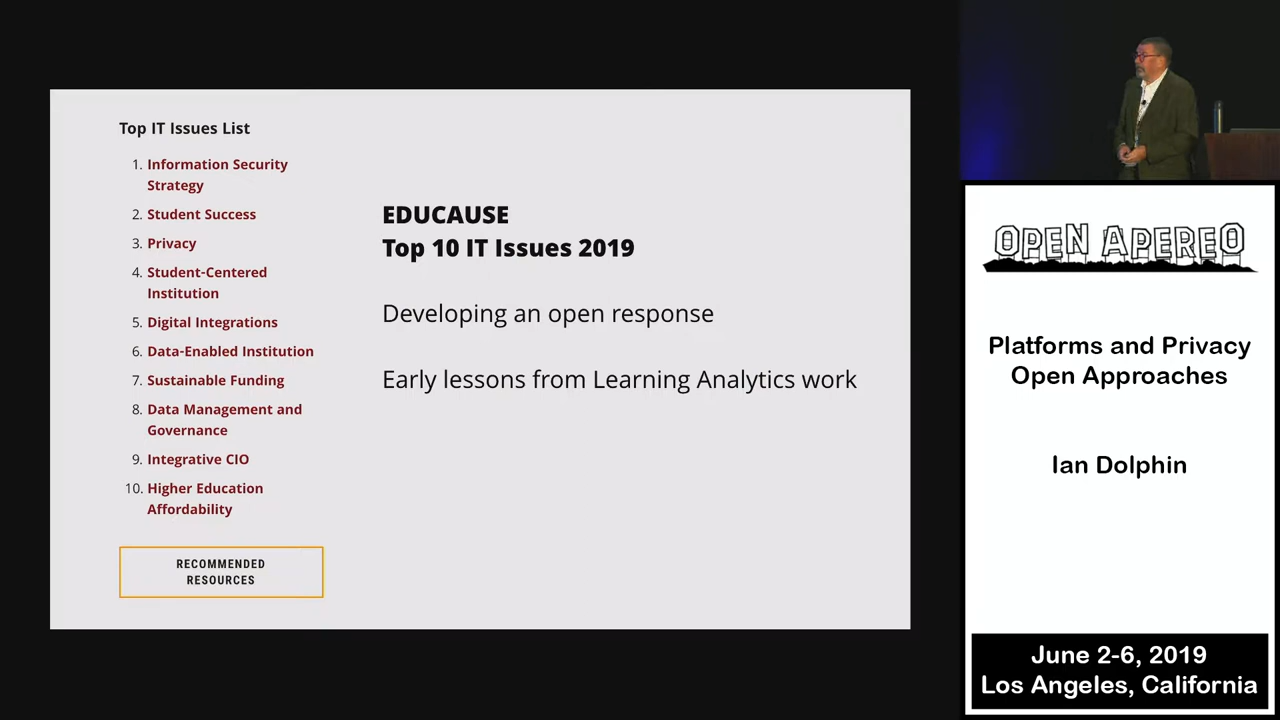 Top IT Issues List
1. Information Security
Strategy
2. Student Success
3. Privacy
4. Student-Centered
Institution
5. Digital Integrations
6. Data-Enabled Institution
7. Sustainable Funding
8. Data Management and
Governance
9. Integrative CIO
10. Higher Education
Affordability
RECOMMENDED
RESOURCES
EDUCAUSE
Top 10 IT Issues 2019
Developing an open response
Early lessons from Learning Analytics work
OPEN APEREO
Platforms and Privacy
Open Approaches
Ian Dolphin
June 2-6, 2019
Los Angeles, California